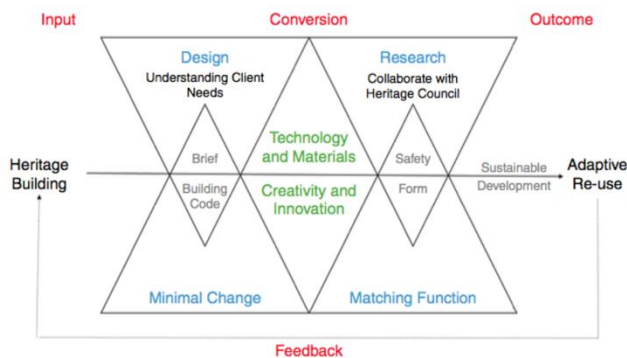 Input
Conversion
Outcome
Design
Understanding Client
Needs
Research
Collaborate with
Heritage Council
Technology
and Materials
Brief
Safety
Heritage
Building
Sustainable
Development
Adaptive
Re-use
Building
Code
Creativity and
Innovation
Form
Minimal Change
Matching Function
Feedback